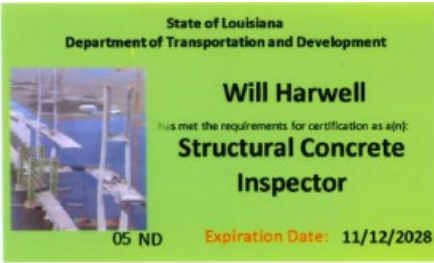 State of Louisiana
Department of Transportation and Development
Will Harwell
has met the requirements for certification as a(n):
Structural Concrete
Inspector
05 ND
Expiration Date: 11/12/2028